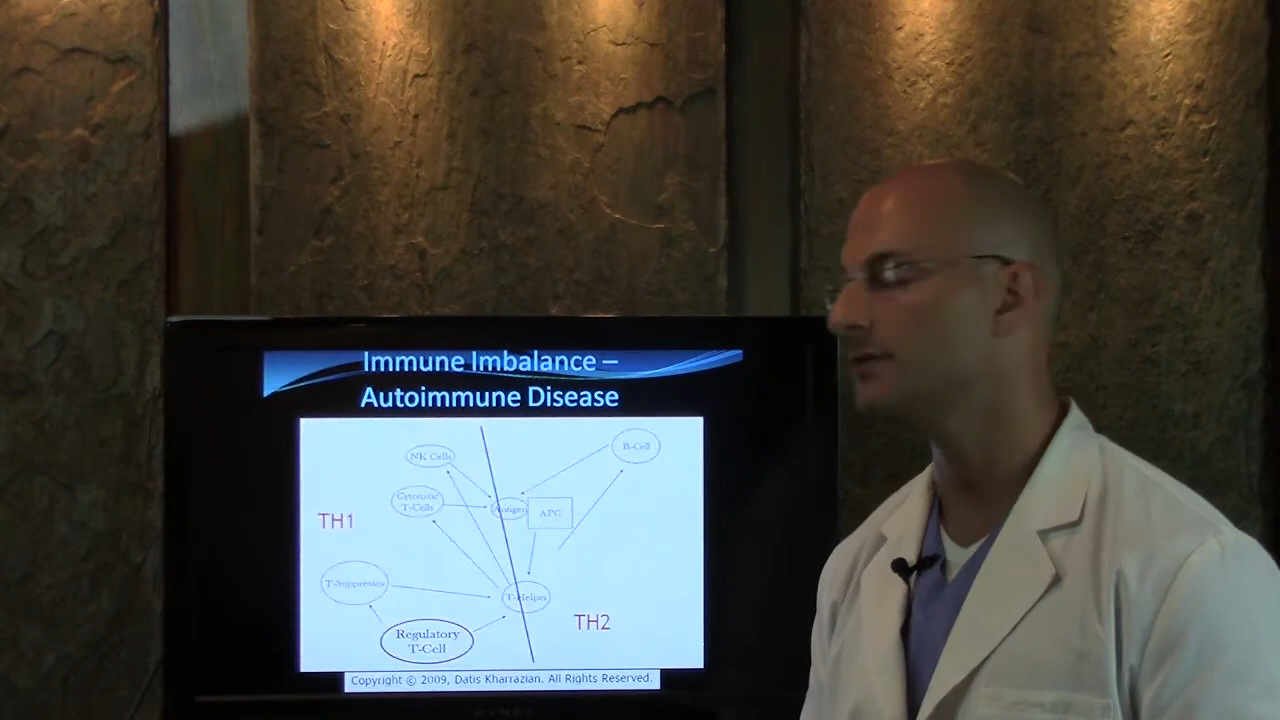 Immune Imbalance –
Autoimmune Disease
NK Cells
B-Cell
Cytotoxic
T-Cells
Antigen
APC
TH1
T-Suppressor
T-Helper
TH2
Regulatory
T-Cell
Copyright © 2009, Datis Kharrazian. All Rights Reserved.